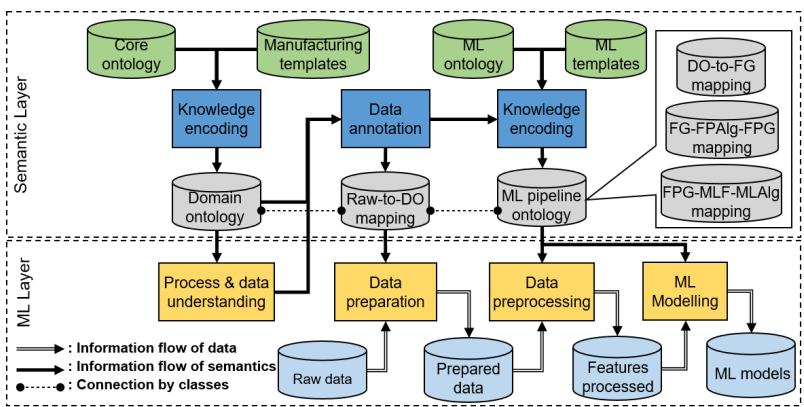 Semantic Layer
Core
ontology
Manufacturing
templates
ML
ontology
ML
templates
DO-to-FG
mapping
Knowledge
encoding
Data
annotation
Knowledge
encoding
FG-FPAlg-FPG
mapping
Domain
ontology
Raw-to-DO
mapping
ML pipeline
ontology
FPG-MLF-MLAlg
mapping
ML Layer
Process & data
understanding
Data
preparation
Data
preprocessing
ML
Modelling
: Information flow of data
: Information flow of semantics
: Connection by classes
Raw data
Prepared
data
Features
processed
ML models